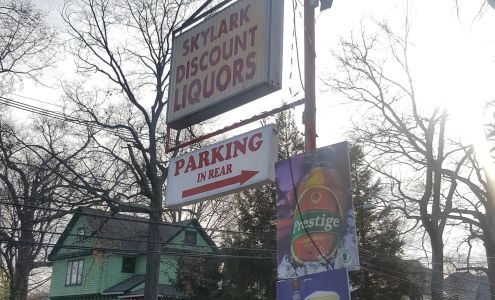 SKYLARK
DISCOUNT
LIQUORS
PARKING
IN REAR
Prestige